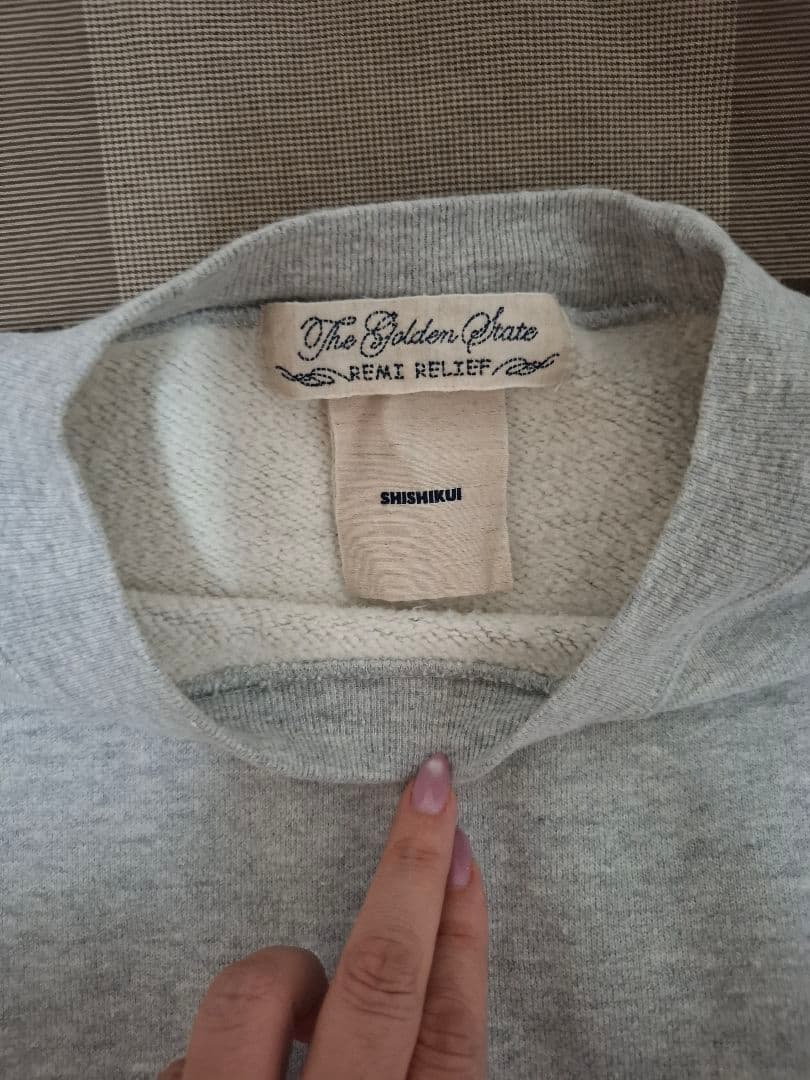 The Golden State
REMI RELIEF
SHISHIKUI